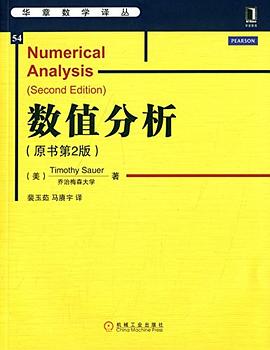 华章数学译丛
54
PEARSON
Numerical
Analysis
(Second Edition)
数值分析
(原书第2版)
(美) Timothy Sauer 著
乔治梅森大学
裴玉茹 马赓宇 译
机械工业出版社
China Machine Press